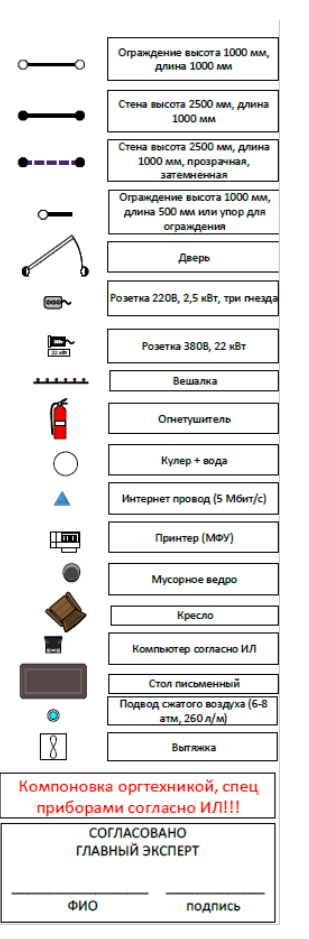 Ограждение высота 1000 мм,
длина 1000 мм
Стена высота 2500 мм, длина
1000 мм
Стена высота 2500 мм, длина
1000 мм, прозрачная,
затемненная
Ограждение высота 1000 мм,
длина 500 мм или упор для
ограждения
Дверь
Розетка 220В, 2,5 кВт, три гнезда
22 кВт
Розетка 380В, 22 кВт
Вешалка
Огнетушитель
Кулер + вода
Интернет провод (5 Мбит/с)
Принтер (МФУ)
Мусорное ведро
Кресло
Компьютер согласно ИЛ
Стол письменный
Подвод сжатого воздуха (6-8
атм, 260 л/м)
Вытяжка
Компоновка оргтехникой, спец
приборами согласно ИЛ!!!
СОГЛАСОВАНО
ГЛАВНЫЙ ЭКСПЕРТ
ФИО подпись